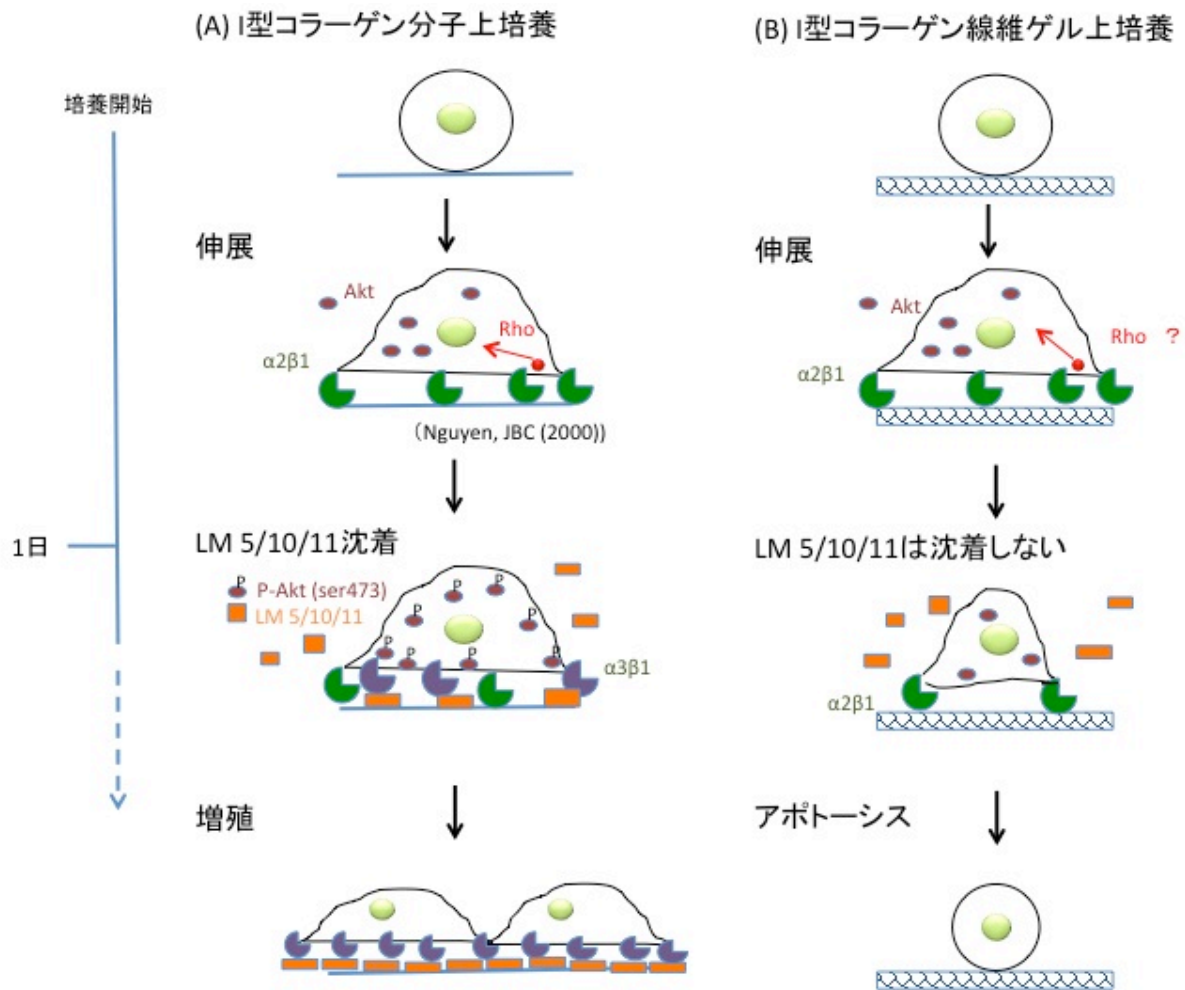 (A) I型コラーゲン分子上培養
(B) I型コラーゲン線維ゲル上培養
培養開始
伸展
伸展
Akt
Rho
α2β1
Akt
Rho ?
α2β1
(Nguyen, JBC (2000))
1日
LM 5/10/11沈着
LM 5/10/11は沈着しない
P
P
P
P
P
P
P
P
P-Akt (ser473)
LM 5/10/11
α3β1
α2β1
増殖
アポトーシス